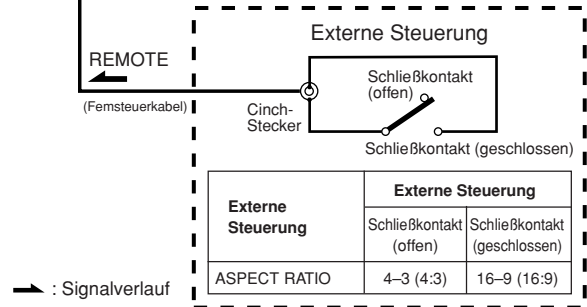 Externe Steuerung
REMOTE
(Fernsteuerkabel)
Cinch-
Stecker
Schließkontakt
(offen)
Schließkontakt (geschlossen)
Externe
Steuerung
Externe Steuerung
Schließkontakt
(offen)
Schließkontakt
(geschlossen)
ASPECT RATIO
4–3 (4:3)
16–9 (16:9)
: Signalverlauf